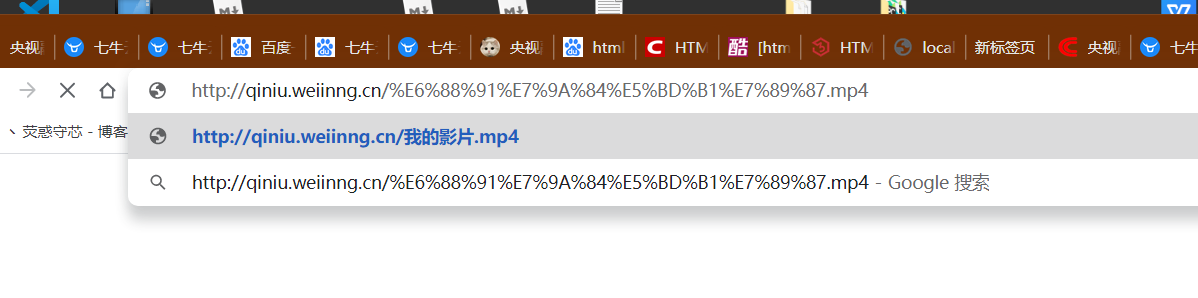 央视 七牛 七牛 百度 七牛 七牛 央视 html HTM 酷 [htm HTM local 新标签页 央视 七牛
http://qiniu.weiinng.cn/%E6%88%91%E7%9A%84%E5%BD%B1%E7%89%87.mp4
荧惑守芯 - 博客
http://qiniu.weiinng.cn/我的影片.mp4
http://qiniu.weiinng.cn/%E6%88%91%E7%9A%84%E5%BD%B1%E7%89%87.mp4 - Google 搜索